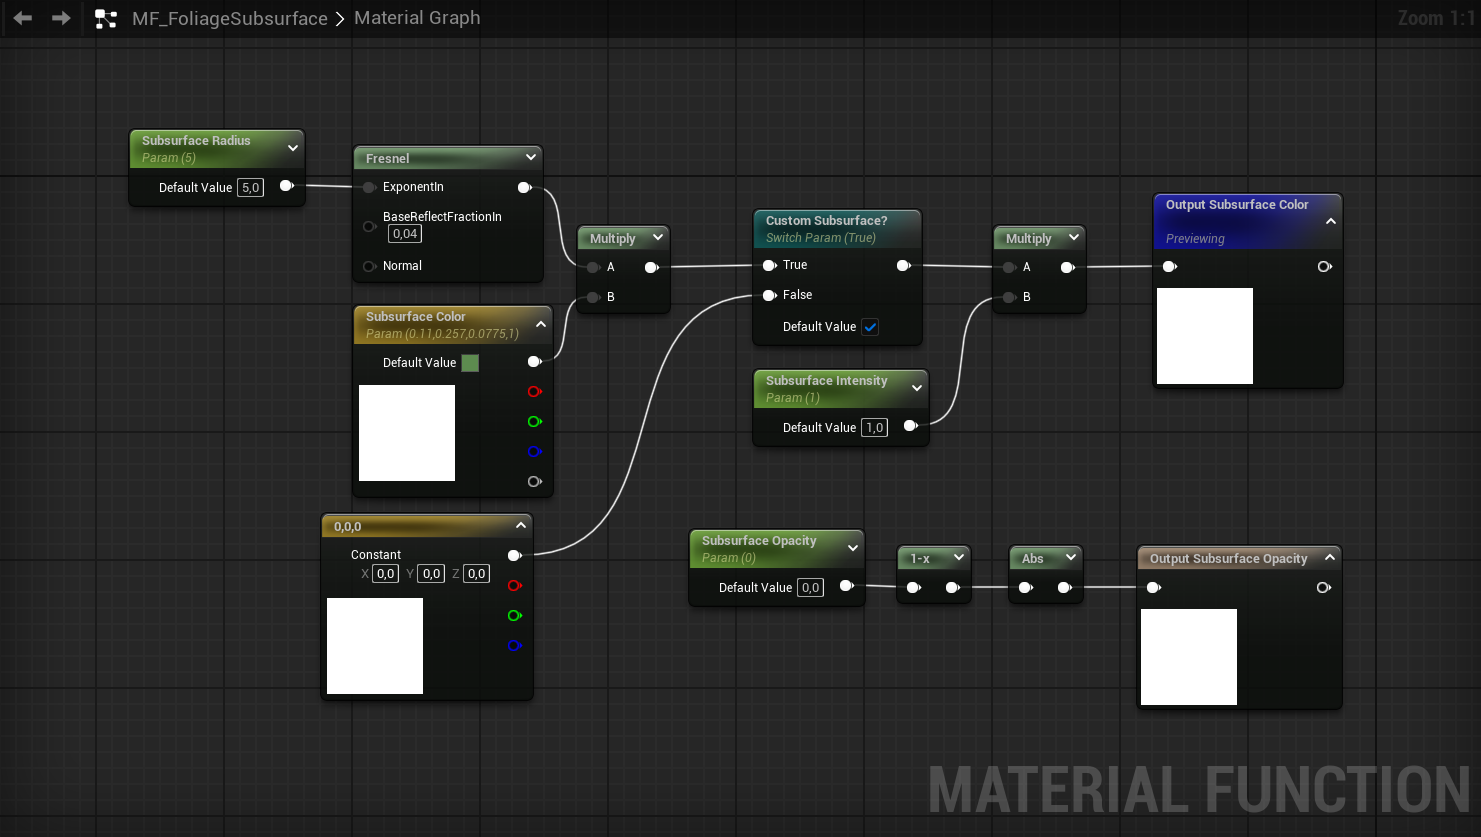 MF_FoliageSubsurface > Material Graph
Zoom 1:1
Subsurface Radius
Param (5)
Default Value 5,0
Fresnel
ExponentIn
BaseReflectFractionIn
0,04
Normal
Multiply
A
B
Subsurface Color
Param (0.11,0.257,0.0775,1)
Default Value
0,0,0
Constant
X 0,0 Y 0,0 Z 0,0
Custom Subsurface?
Switch Param (True)
True
False
Default Value
Subsurface Intensity
Param (1)
Default Value 1,0
Multiply
A
B
Output Subsurface Color
Previewing
Subsurface Opacity
Param (0)
Default Value 0,0
1-x
Abs
Output Subsurface Opacity
MATERIAL FUNCTION